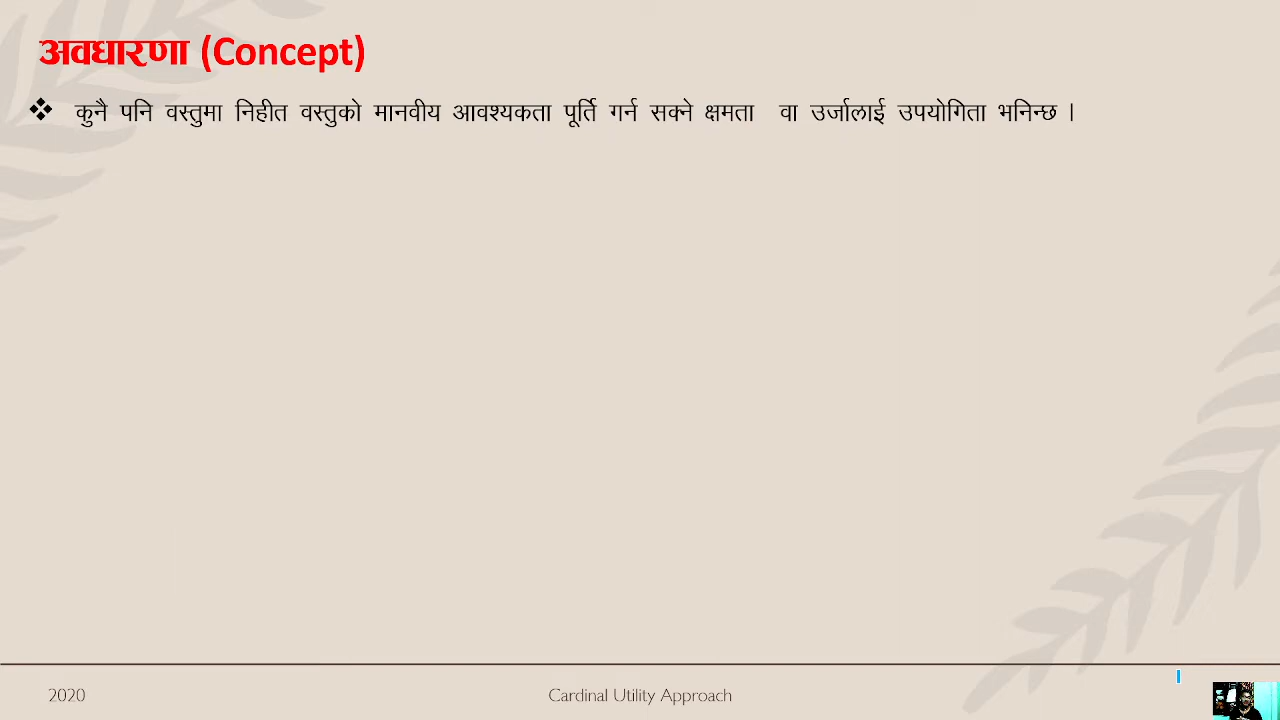 अवधारणा (Concept)
❖ कुनै पनि वस्तुमा निहीत वस्तुको मानवीय आवश्यकता पूर्ति गर्न सक्ने क्षमता वा उर्जालाई उपयोगिता भनिन्छ ।
2020
Cardinal Utility Approach